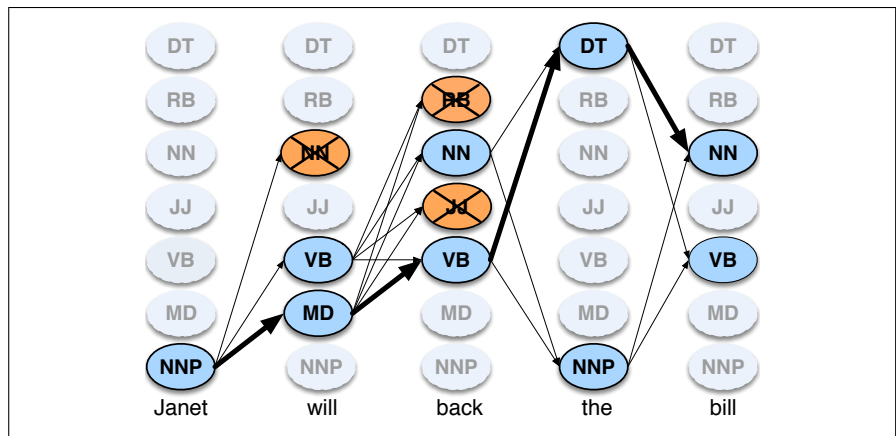 DT DT DT DT DT
RB RB RB RB RB
NN NN NN NN NN
JJ JJ JJ JJ JJ
VB VB VB VB VB
MD MD MD MD MD
NNP NNP NNP NNP NNP
Janet will back the bill